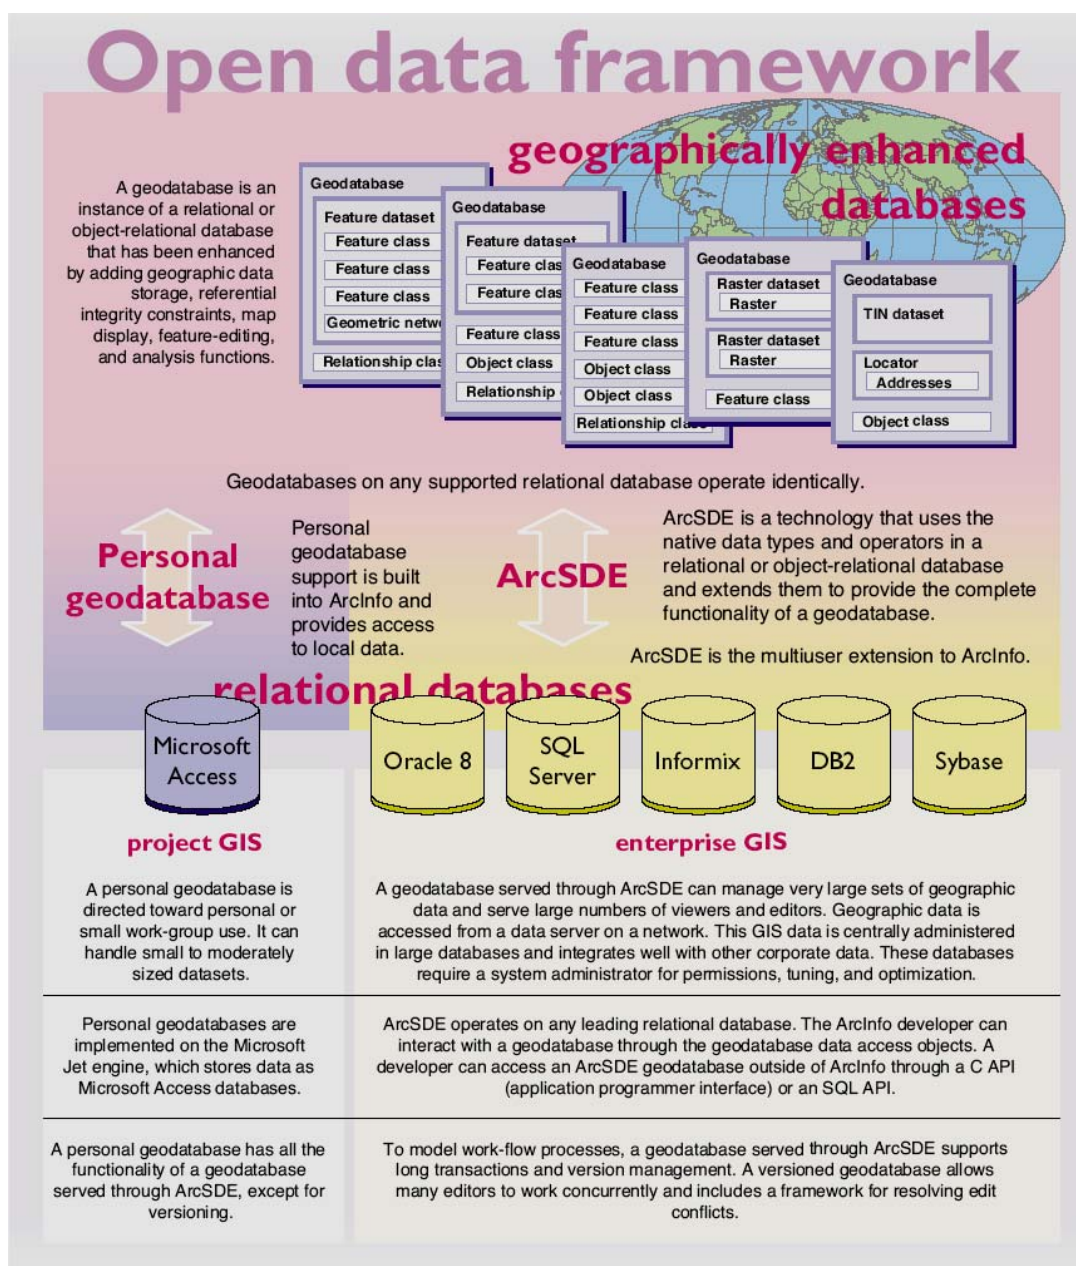 Open data framework
geographically enhanced
databases
A geodatabase is an
instance of a relational or
object-relational database
that has been enhanced
by adding geographic data
storage, referential
integrity constraints, map
display, feature-editing,
and analysis functions.
Geodatabase
Feature dataset
Feature class
Feature class
Feature class
Geometric netw
Relationship clas
Geodatabase
Feature dataset
Feature clas
Feature clas
Feature class
Object class
Relationship
Geodatabase
Feature class
Feature class
Feature class
Object class
Object class
Relationship class
Geodatabase
Raster dataset
Raster
Raster dataset
Raster
Feature class
Geodatabase
TIN dataset
Locator
Addresses
Object class
Geodatabases on any supported relational database operate identically.
Personal
geodatabase
Personal
geodatabase
support is built
into ArcInfo and
provides access
to local data.
ArcSDE
ArcSDE is a technology that uses the
native data types and operators in a
relational or object-relational database
and extends them to provide the complete
functionality of a geodatabase.
ArcSDE is the multiuser extension to ArcInfo.
relational databases
Microsoft
Access
Oracle 8
SQL
Server
Informix
DB2
Sybase
project GIS
A personal geodatabase is
directed toward personal or
small work-group use. It can
handle small to moderately
sized datasets.
Personal geodatabases are
implemented on the Microsoft
Jet engine, which stores data as
Microsoft Access databases.
A personal geodatabase has all the
functionality of a geodatabase
served through ArcSDE, except for
versioning.
enterprise GIS
A geodatabase served through ArcSDE can manage very large sets of geographic
data and serve large numbers of viewers and editors. Geographic data is
accessed from a data server on a network. This GIS data is centrally administered
in large databases and integrates well with other corporate data. These databases
require a system administrator for permissions, tuning, and optimization.
ArcSDE operates on any leading relational database. The ArcInfo developer can
interact with a geodatabase through the geodatabase data access objects. A
developer can access an ArcSDE geodatabase outside of ArcInfo through a C API
(application programmer interface) or an SQL API.
To model work-flow processes, a geodatabase served through ArcSDE supports
long transactions and version management. A versioned geodatabase allows
many editors to work concurrently and includes a framework for resolving edit
conflicts.